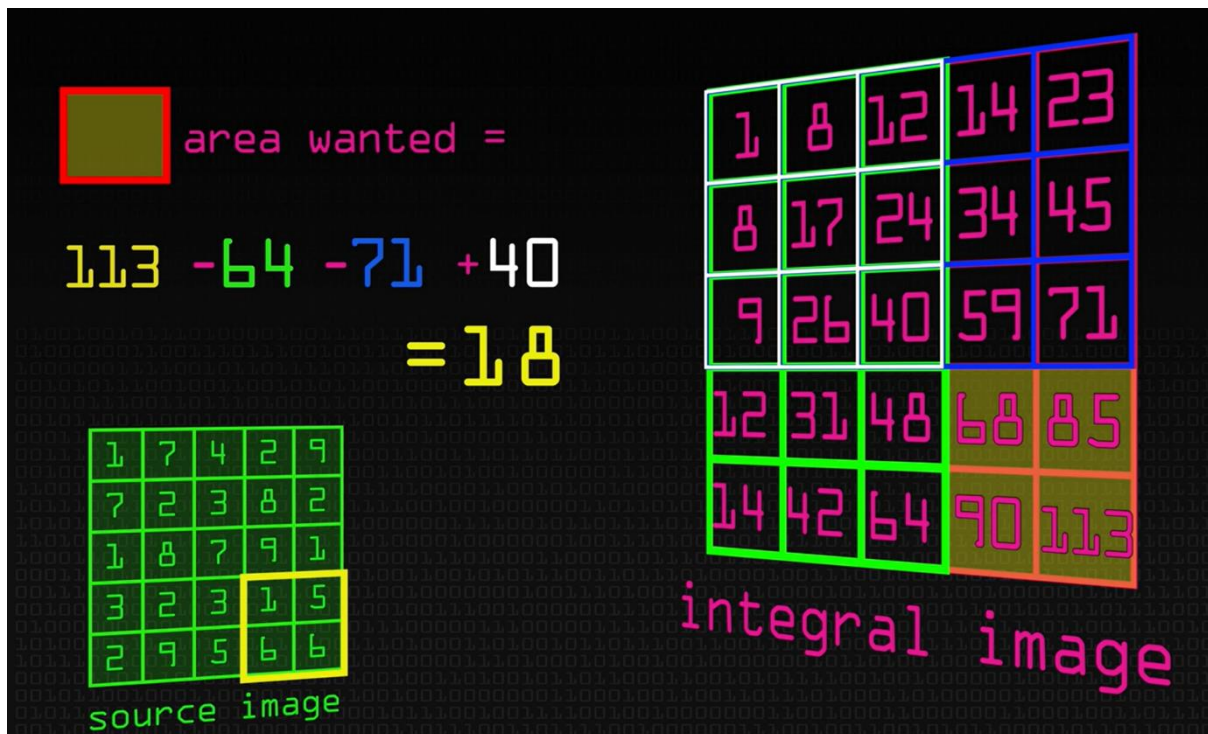 area wanted =
113 -64 -71 +40
=18
1 7 4 2 9
7 2 3 8 2
1 8 7 9 1
3 2 3 1 5
2 9 5 6 6
source image
1 8 12 14 23
8 17 24 34 45
9 26 40 59 71
12 31 48 68 85
14 42 64 90 113
integral image